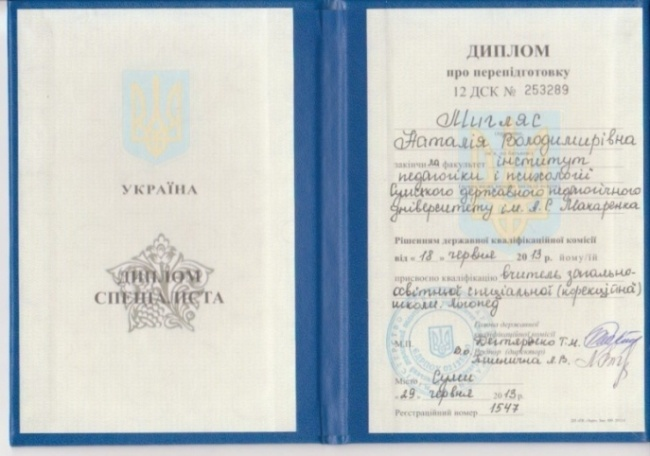 УКРАЇНА
ДИПЛОМ
СПЕЦІАЛІСТА
ДИПЛОМ
про перепідготовку
12 ДСК № 253289
Мигляс
Наталія Володимирівна
закінчила факультет інститут
педагогіки і психології
Сумського державного педагогічного
університету ім. А.С. Макаренка
Рішенням державної кваліфікаційної комісії
від « 18 » червня 2013 р. йому/їй
присвоєно кваліфікацію вчитель загально-
освітньої спеціальної (корекційної)
школи. Логопед
Голова державної
кваліфікаційної комісії
М.П. Дегтяренко Т.М.
Ректор (директор)
Пшенична Л.В.
Місто Суми
« 29 » червня 2013 р.
Реєстраційний номер 1547